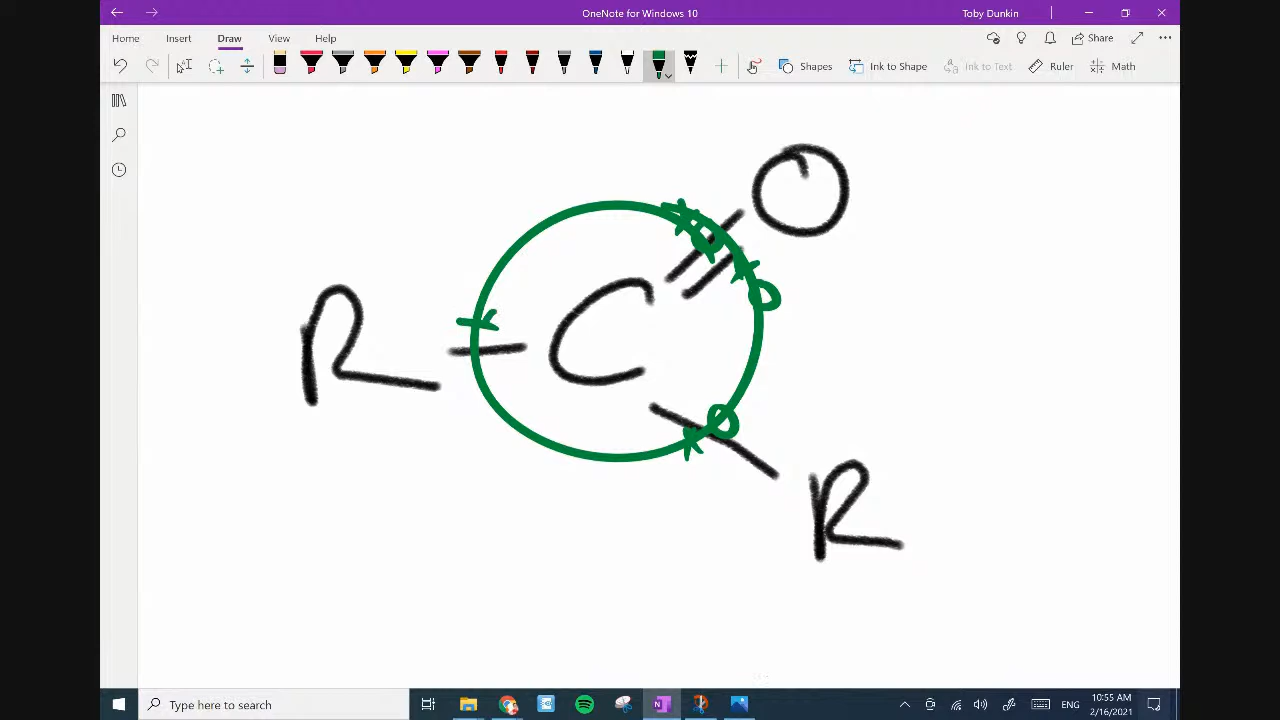 OneNote for Windows 10
Toby Dunkin
Home Insert Draw View Help
Share
Shapes Ink to Shape Ink to Text Ruler Math
O
R - C
R
Type here to search
ENG
10:55 AM
2/16/2021